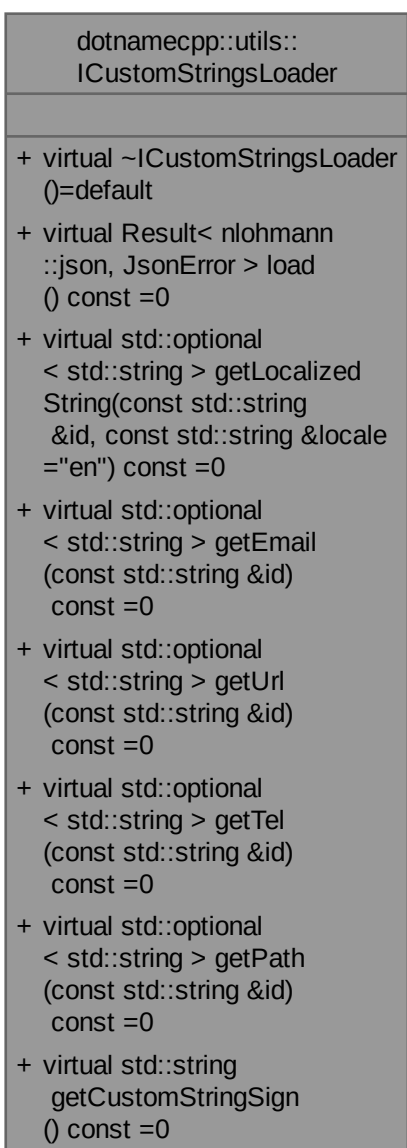 dotnamecpp::utils::
ICustomStringsLoader
+ virtual ~ICustomStringsLoader
()=default
+ virtual Result< nlohmann
::json, JsonError > load
() const =0
+ virtual std::optional
< std::string > getLocalized
String(const std::string
&id, const std::string &locale
="en") const =0
+ virtual std::optional
< std::string > getEmail
(const std::string &id)
const =0
+ virtual std::optional
< std::string > getUrl
(const std::string &id)
const =0
+ virtual std::optional
< std::string > getTel
(const std::string &id)
const =0
+ virtual std::optional
< std::string > getPath
(const std::string &id)
const =0
+ virtual std::string
getCustomStringSign
() const =0